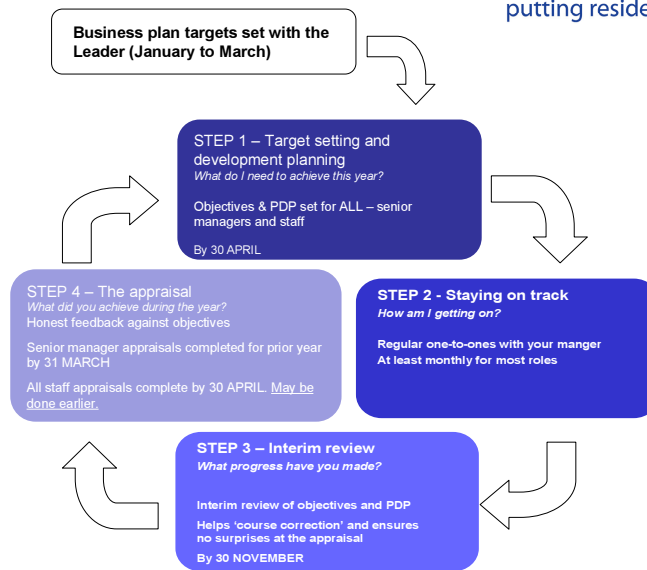 putting reside
Business plan targets set with the
Leader (January to March)
STEP 1 – Target setting and
development planning
What do I need to achieve this year?
Objectives & PDP set for ALL – senior
managers and staff
By 30 APRIL
STEP 2 - Staying on track
How am I getting on?
Regular one-to-ones with your manger
At least monthly for most roles
STEP 3 – Interim review
What progress have you made?
Interim review of objectives and PDP
Helps ‘course correction’ and ensures
no surprises at the appraisal
By 30 NOVEMBER
STEP 4 – The appraisal
What did you achieve during the year?
Honest feedback against objectives
Senior manager appraisals completed for prior year
by 31 MARCH
All staff appraisals complete by 30 APRIL. May be
done earlier.